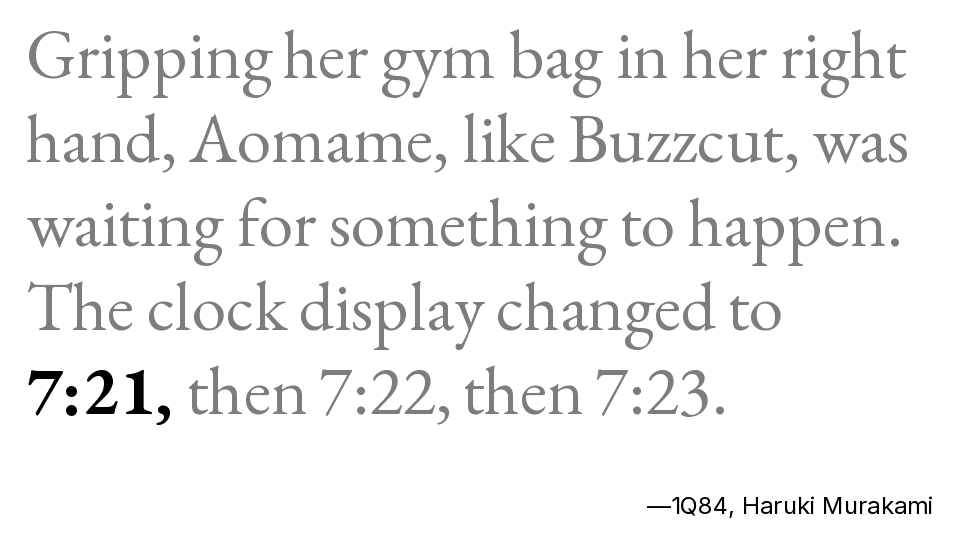 Gripping her gym bag in her right
hand, Aomame, like Buzzcut, was
waiting for something to happen.
The clock display changed to
7:21, then 7:22, then 7:23.
—1Q84, Haruki Murakami